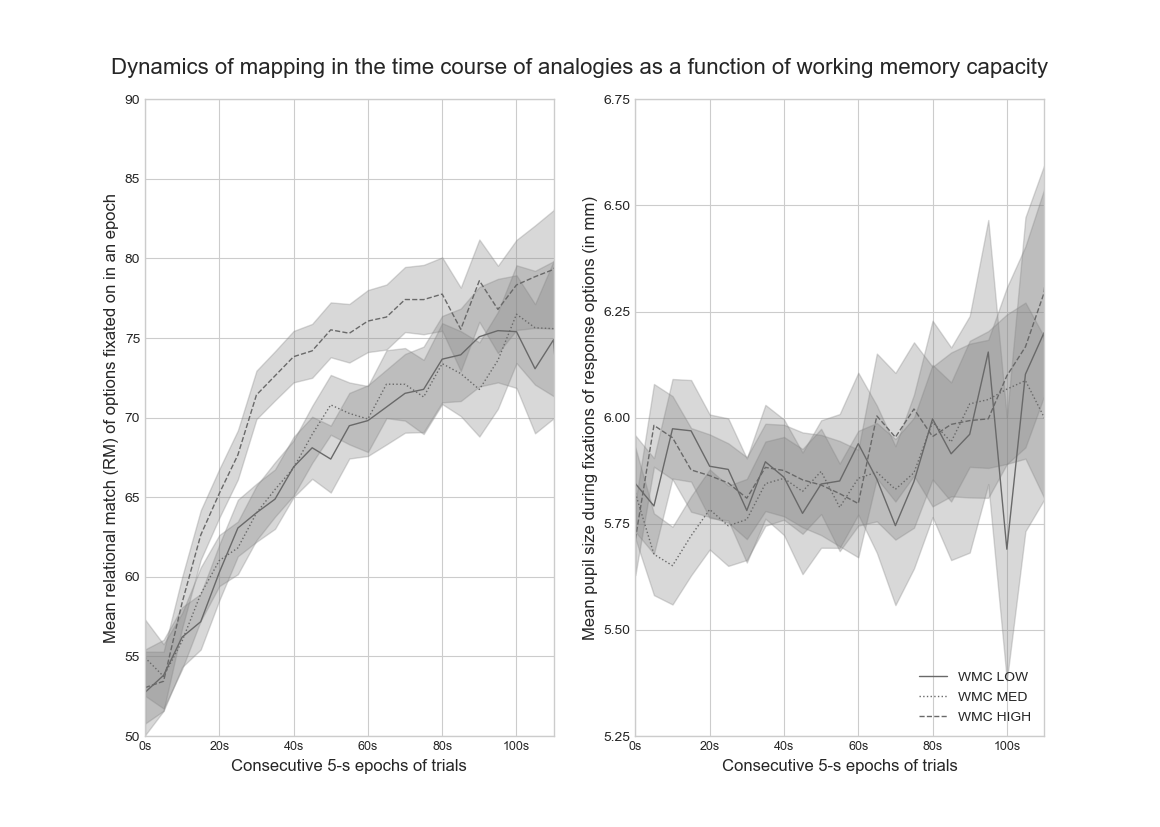 Dynamics of mapping in the time course of analogies as a function of working memory capacity
Mean relational match (RM) of options fixated on in an epoch
90
85
80
75
70
65
60
55
50
0s 20s 40s 60s 80s 100s
Consecutive 5-s epochs of trials
Mean pupil size during fixations of response options (in mm)
6.75
6.50
6.25
6.00
5.75
5.50
5.25
WMC LOW
WMC MED
WMC HIGH
0s 20s 40s 60s 80s 100s
Consecutive 5-s epochs of trials